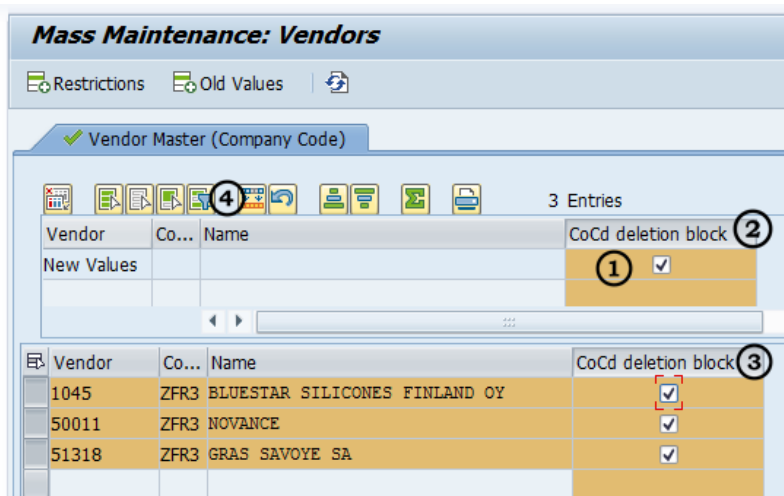 Mass Maintenance: Vendors
Restrictions Old Values
Vendor Master (Company Code)
4 3 Entries
Vendor Co... Name CoCd deletion block 2
New Values 1
Vendor Co... Name CoCd deletion block 3
1045 ZFR3 BLUESTAR SILICONES FINLAND OY
50011 ZFR3 NOVANCE
51318 ZFR3 GRAS SAVOYE SA